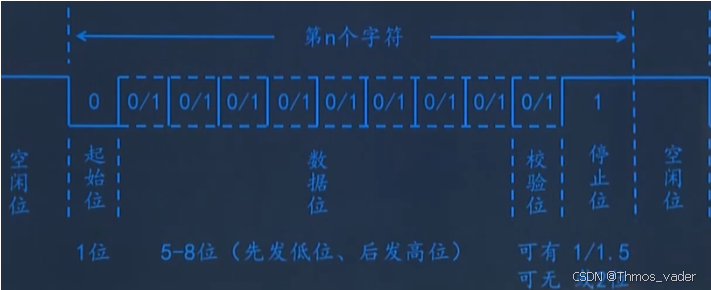 第n个字符
0 0/1 0/1 0/1 0/1 0/1 0/1 0/1 0/1 0/1 1
空闲位 起始位 数据位 校验位 停止位 空闲位
1位 5-8位（先发低位、后发高位） 可有 1/1.5
可无 或2位
CSDN @Thmos_vader